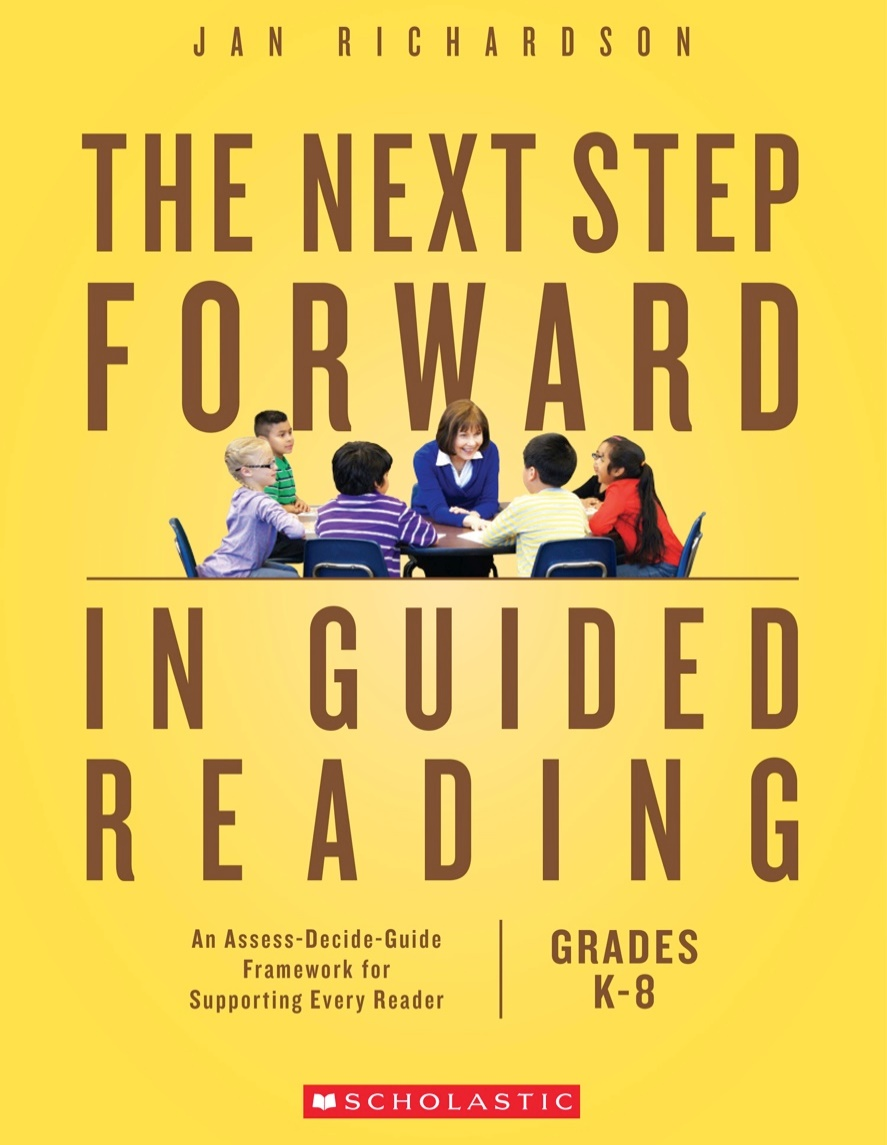 JAN RICHARDSON
THE NEXT STEP
FORWARD
IN GUIDED
READING
An Assess-Decide-Guide
Framework for
Supporting Every Reader
GRADES
K-8
SCHOLASTIC